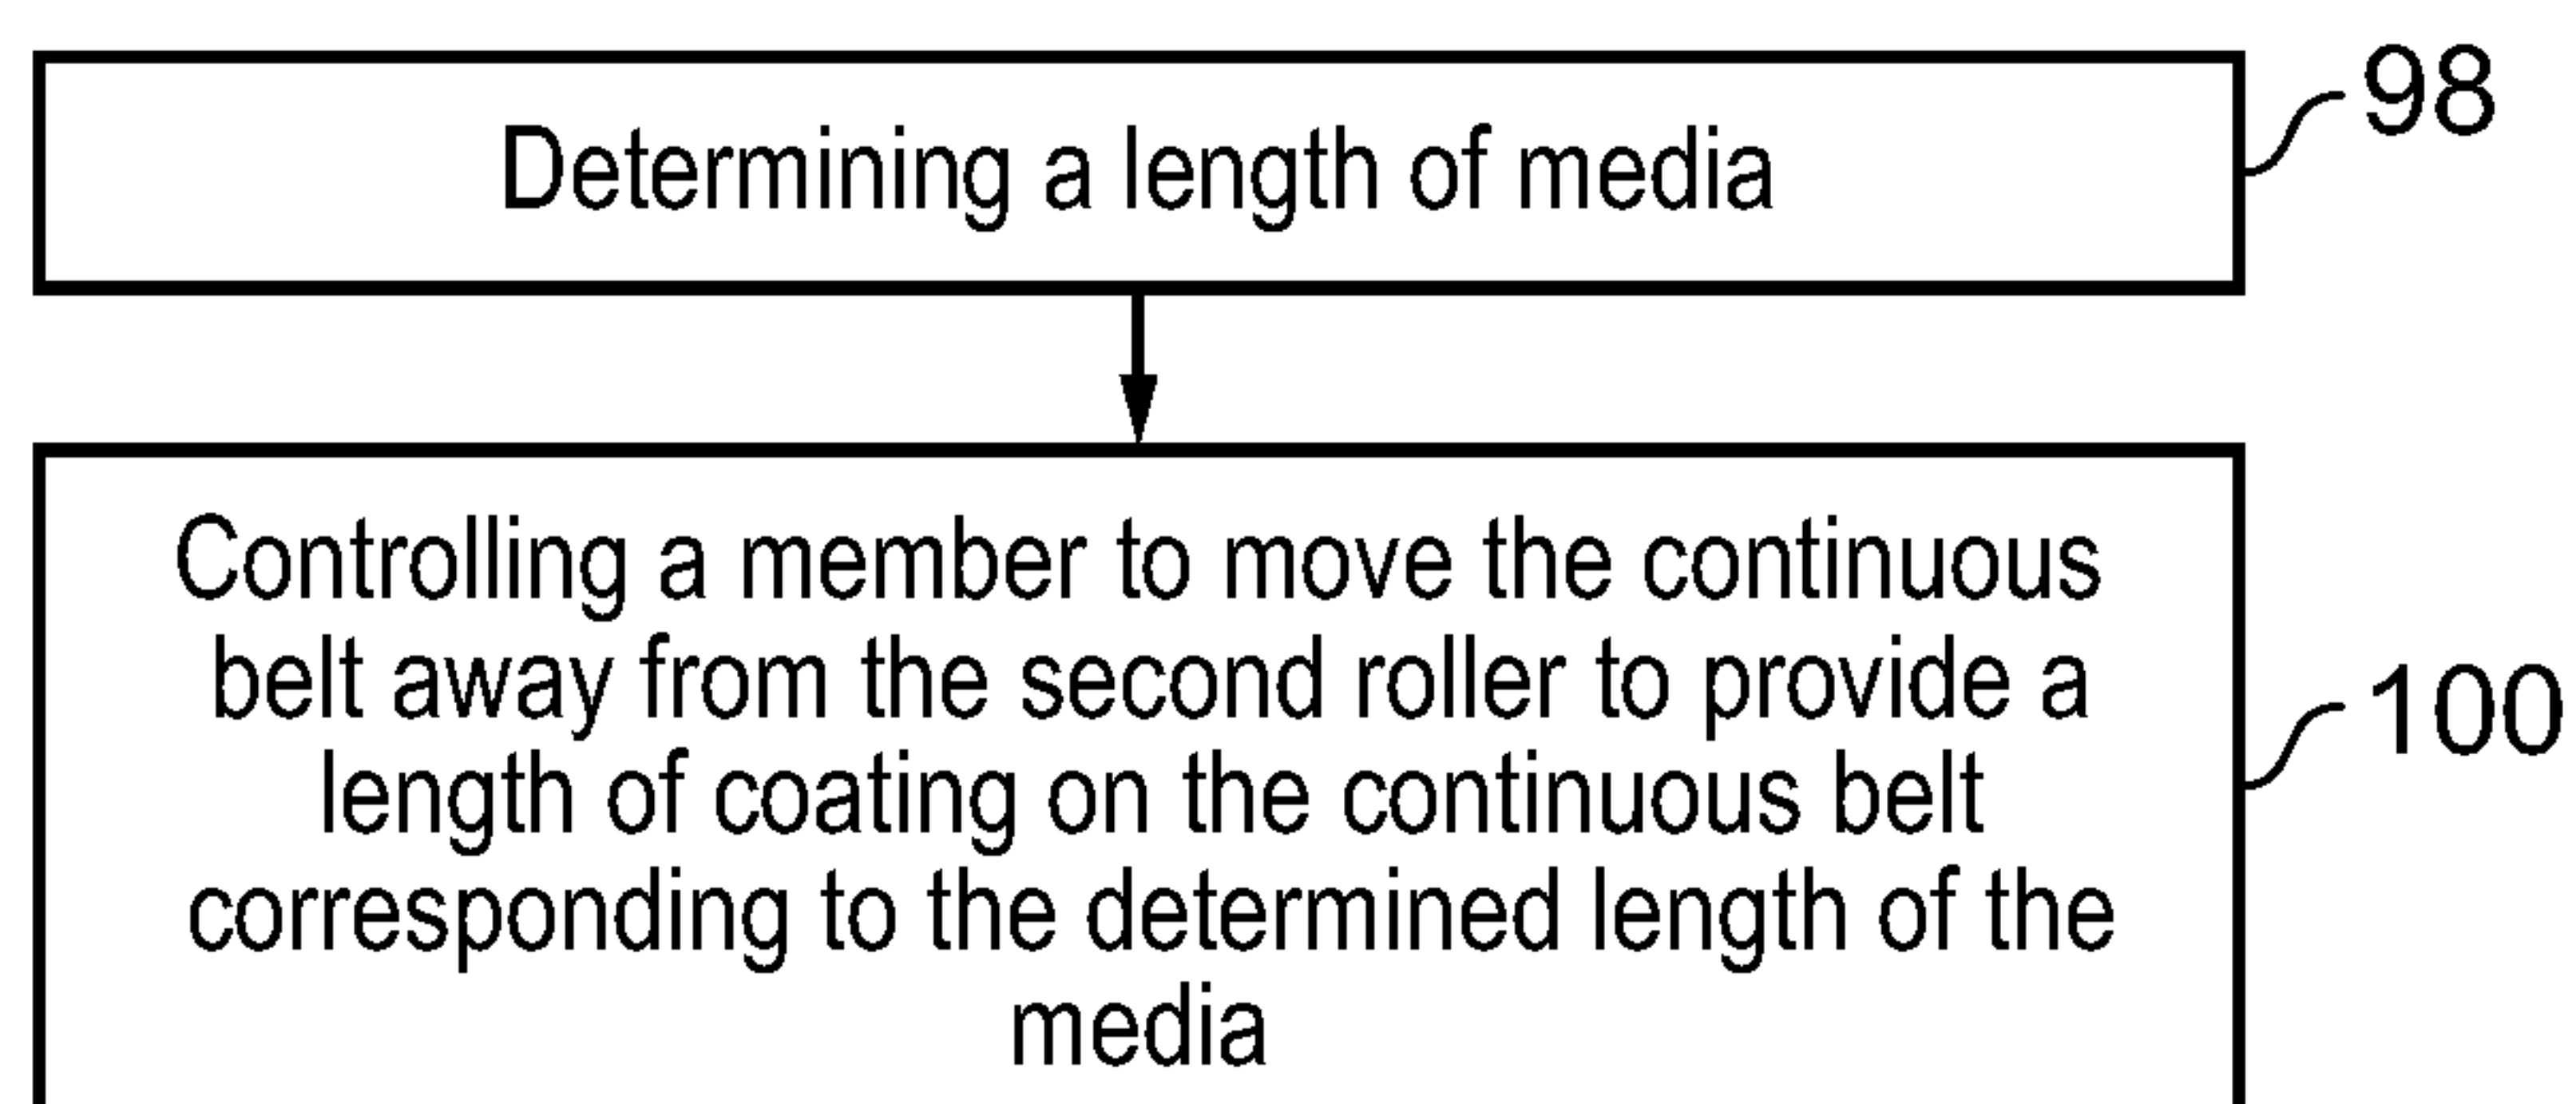 Determining a length of media
98
Controlling a member to move the continuous
belt away from the second roller to provide a
length of coating on the continuous belt
corresponding to the determined length of the
media
100